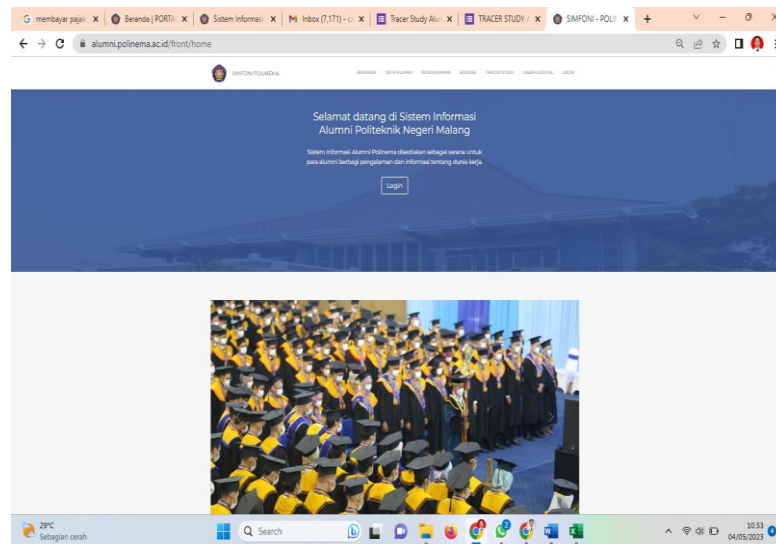 membayar pajak
Beranda | PORTA
Sistem Informas
Inbox (7,171) - c
Tracer Study Alu
TRACER STUDY A
SIMFONI - POLI
alumni.polinema.ac.id/front/home
SIMFONI POLINEMA
BERANDA DATA ALUMNI PENGUMUMAN AGENDA TRACER STUDY IJAZAH DIGITAL LOGIN
Selamat datang di Sistem Informasi
Alumni Politeknik Negeri Malang
Sistem Informasi Alumni Polinema disediakan sebagai sarana untuk
para alumni berbagi pengalaman dan informasi tentang dunia kerja.
Login
29°C
Sebagian cerah
Search
10.53
04/05/2023